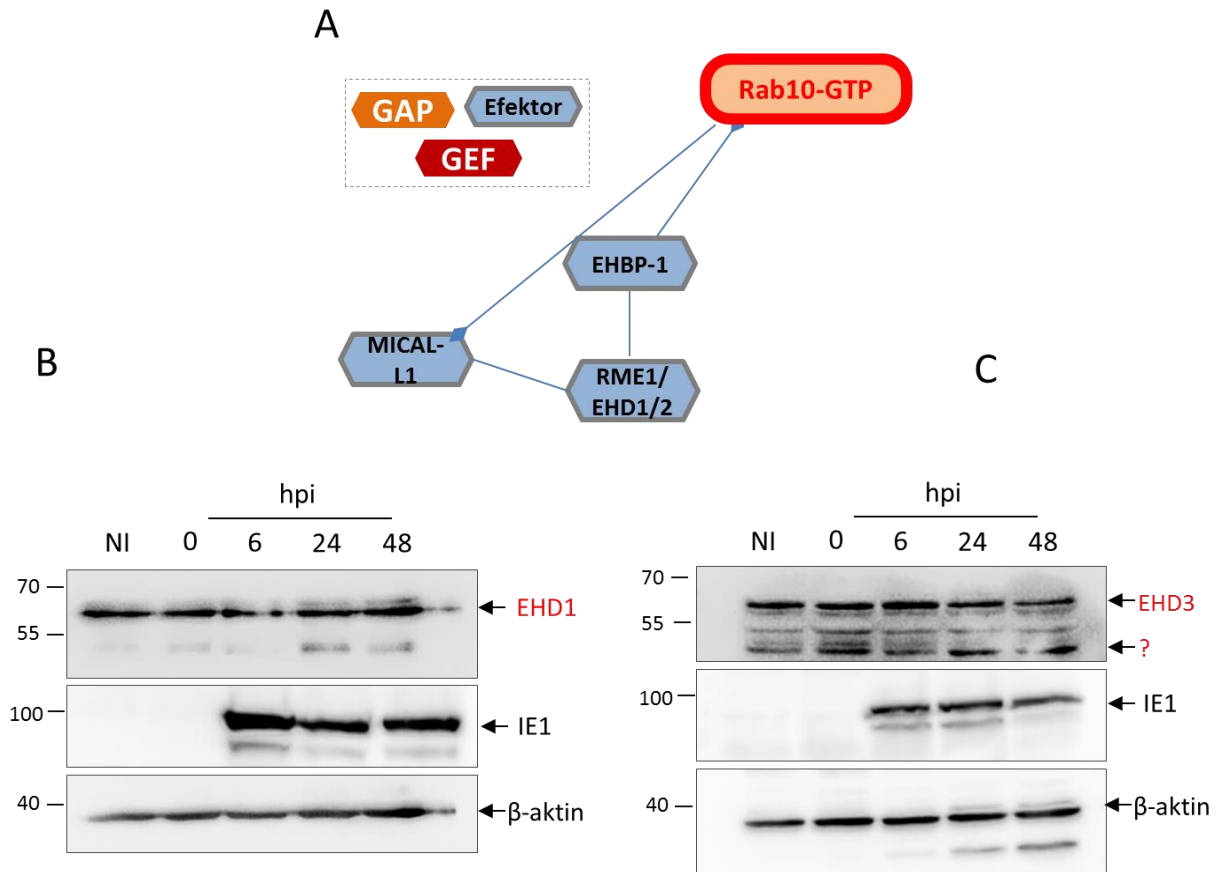 A
GAP
Efektor
GEF
Rab10-GTP
EHBP-1
MICAL-
L1
RME1/
EHD1/2
B
hpi
NI 0 6 24 48
70
EHD1
55
100
IE1
40
β-aktin
C
hpi
NI 0 6 24 48
70
EHD3
55
?
100
IE1
40
β-aktin